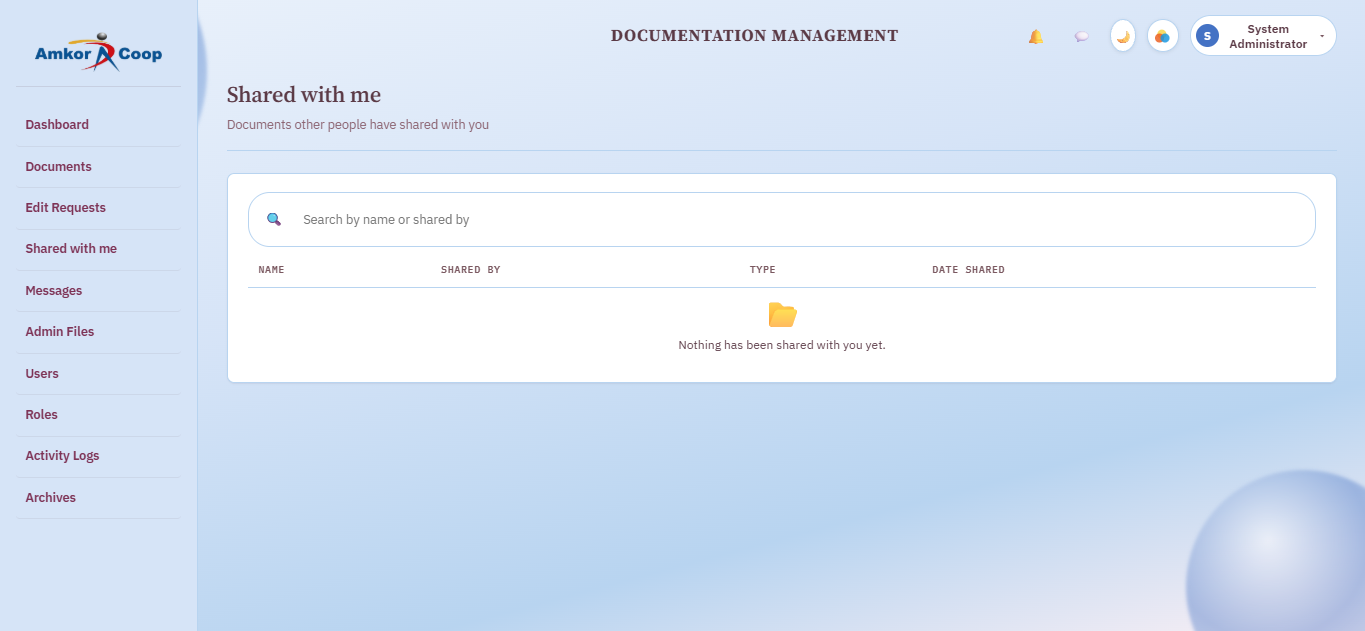 Amkor Coop
DOCUMENTATION MANAGEMENT
S
System
Administrator
Shared with me
Documents other people have shared with you
Dashboard
Documents
Edit Requests
Shared with me
Messages
Admin Files
Users
Roles
Activity Logs
Archives
Search by name or shared by
NAME SHARED BY TYPE DATE SHARED
Nothing has been shared with you yet.